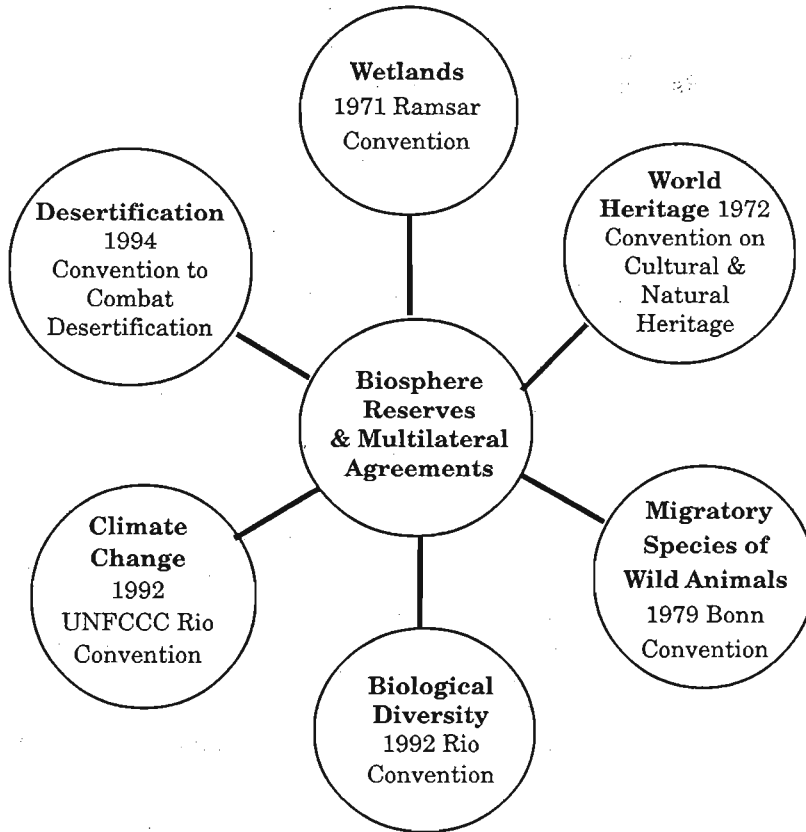 Wetlands
1971 Ramsar
Convention
World
Heritage 1972
Convention on
Cultural &
Natural
Heritage
Desertification
1994
Convention to
Combat
Desertification
Biosphere
Reserves
& Multilateral
Agreements
Climate
Change
1992
UNFCCC Rio
Convention
Migratory
Species of
Wild Animals
1979 Bonn
Convention
Biological
Diversity
1992 Rio
Convention